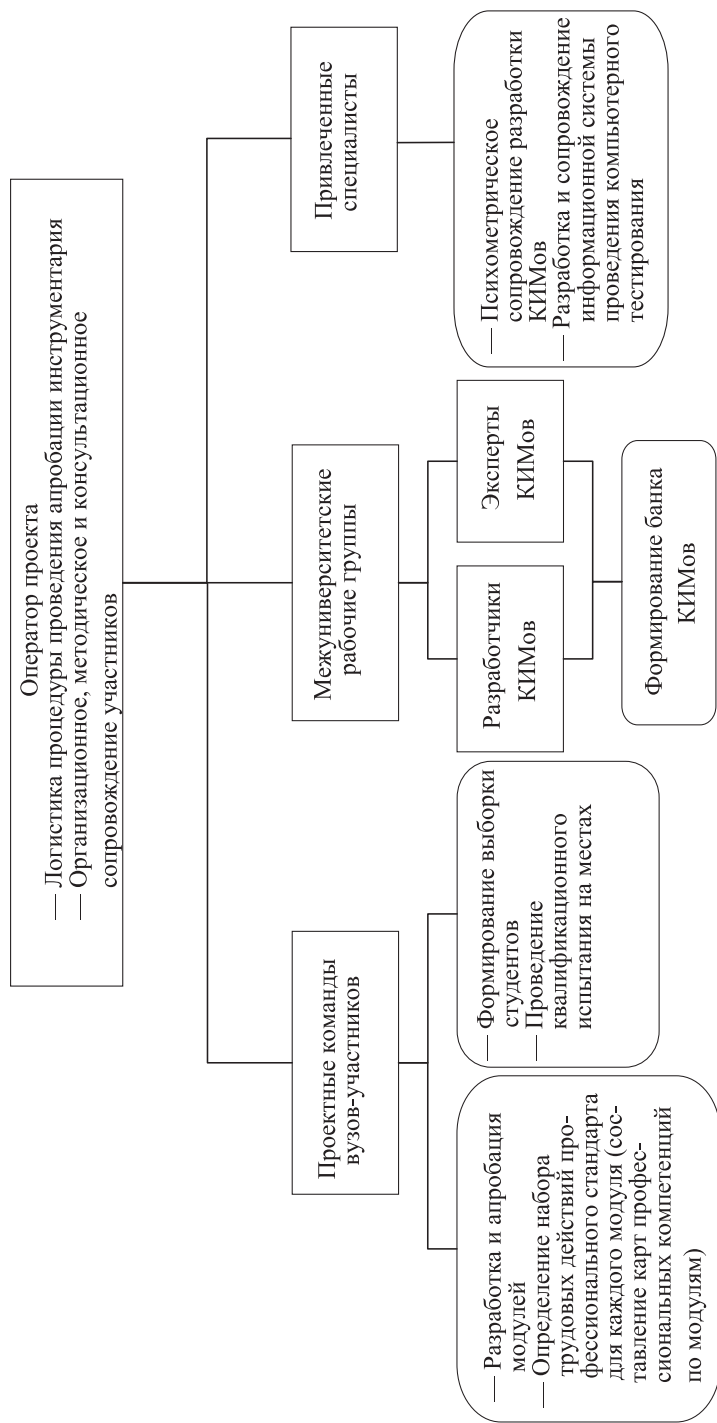 Оператор проекта
— Логистика процедуры проведения апробации инструментария
— Организационное, методическое и консультационное
сопровождение участников
Проектные команды
вузов-участников
Межуниверситетские
рабочие группы
Привлеченные
специалисты
— Разработка и апробация
модулей
— Определение набора
трудовых действий про-
фессионального стандарта
для каждого модуля (сос-
тавление карт профес-
сиональных компетенций
по модулям)
— Формирование выборки
студентов
— Проведение
квалификационного
испытания на местах
Разработчики
КИМов
Эксперты
КИМов
Формирование банка
КИМов
— Психометрическое
сопровождение разработки
КИМов
— Разработка и сопровождение
информационной системы
проведения компьютерного
тестирования